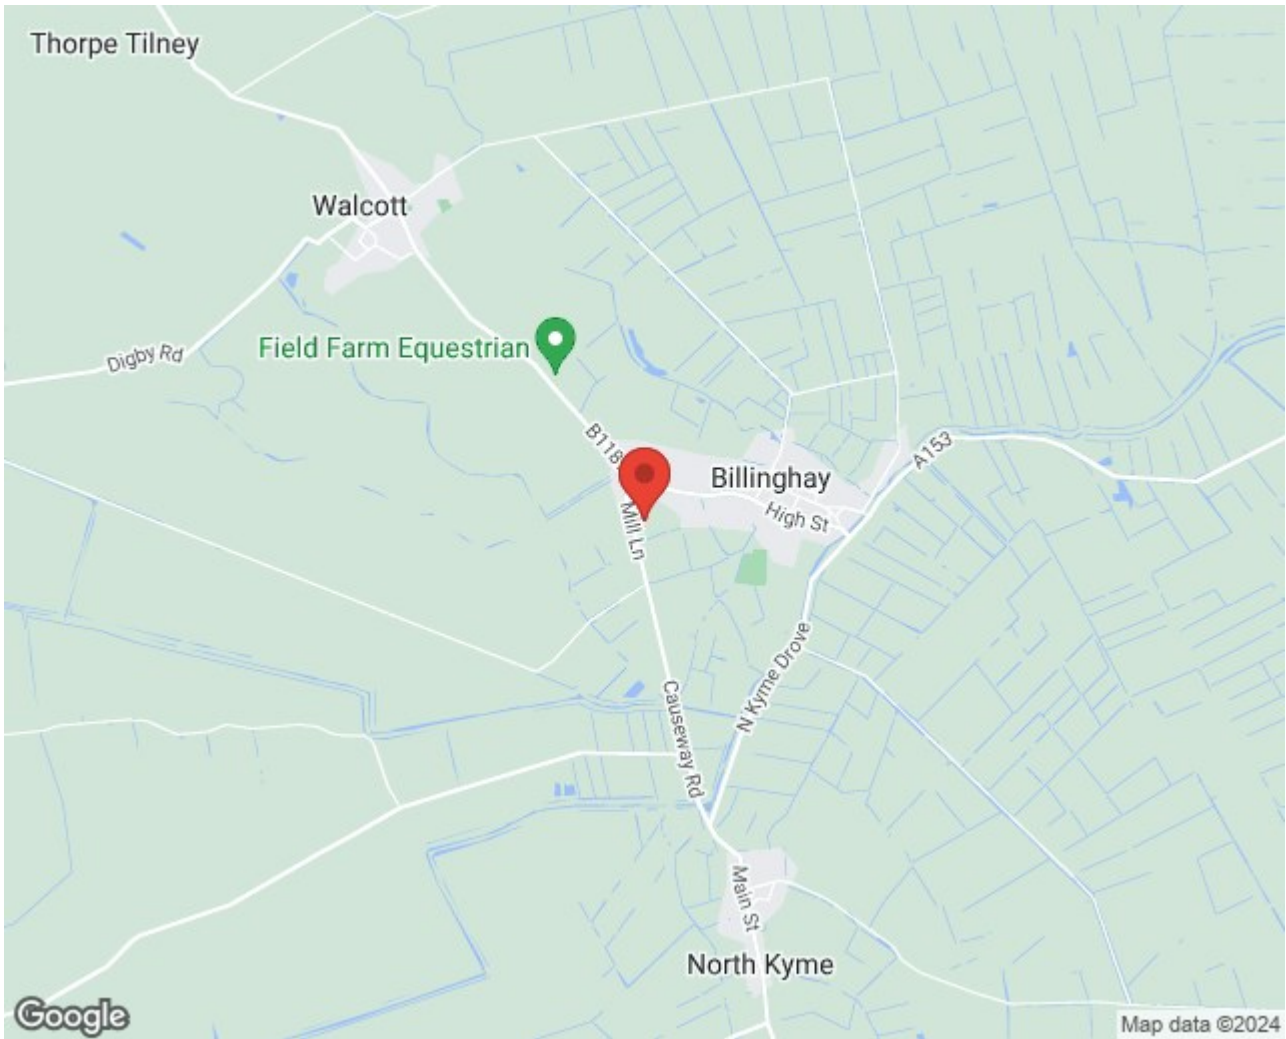 Thorpe Tilney
Walcott
Digby Rd
Field Farm Equestrian
B118
Billinghay
A153
High St
Mill Ln
N Kyme Drove
Causeway Rd
Main St
North Kyme
Google
Map data ©2024